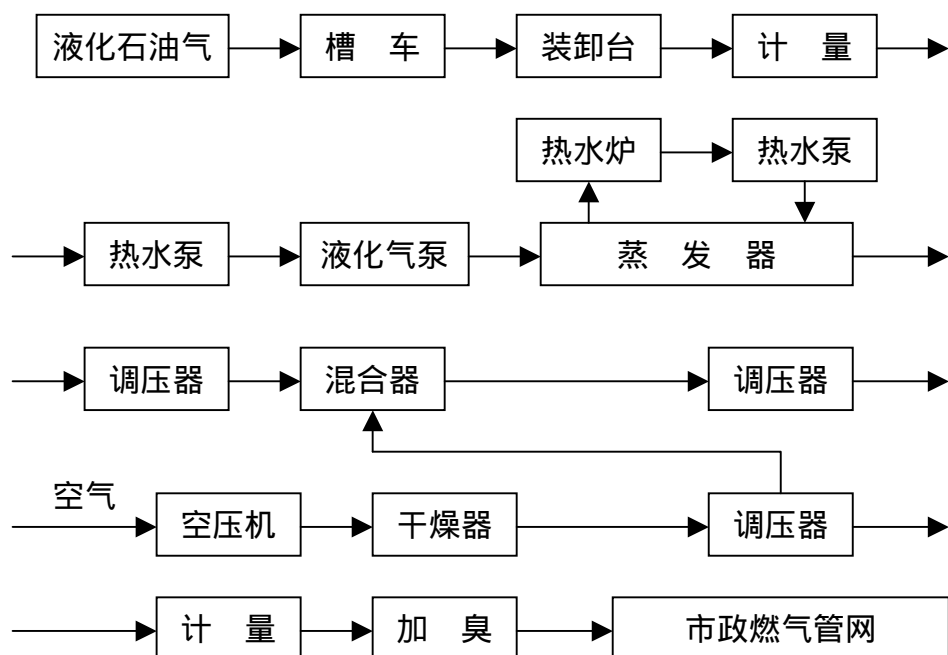 液化石油气 槽 车 装卸台 计 量
热水炉 热水泵
热水泵 液化气泵 蒸 发 器
调压器 混合器 调压器
空气
空压机 干燥器 调压器
计 量 加 臭 市政燃气管网